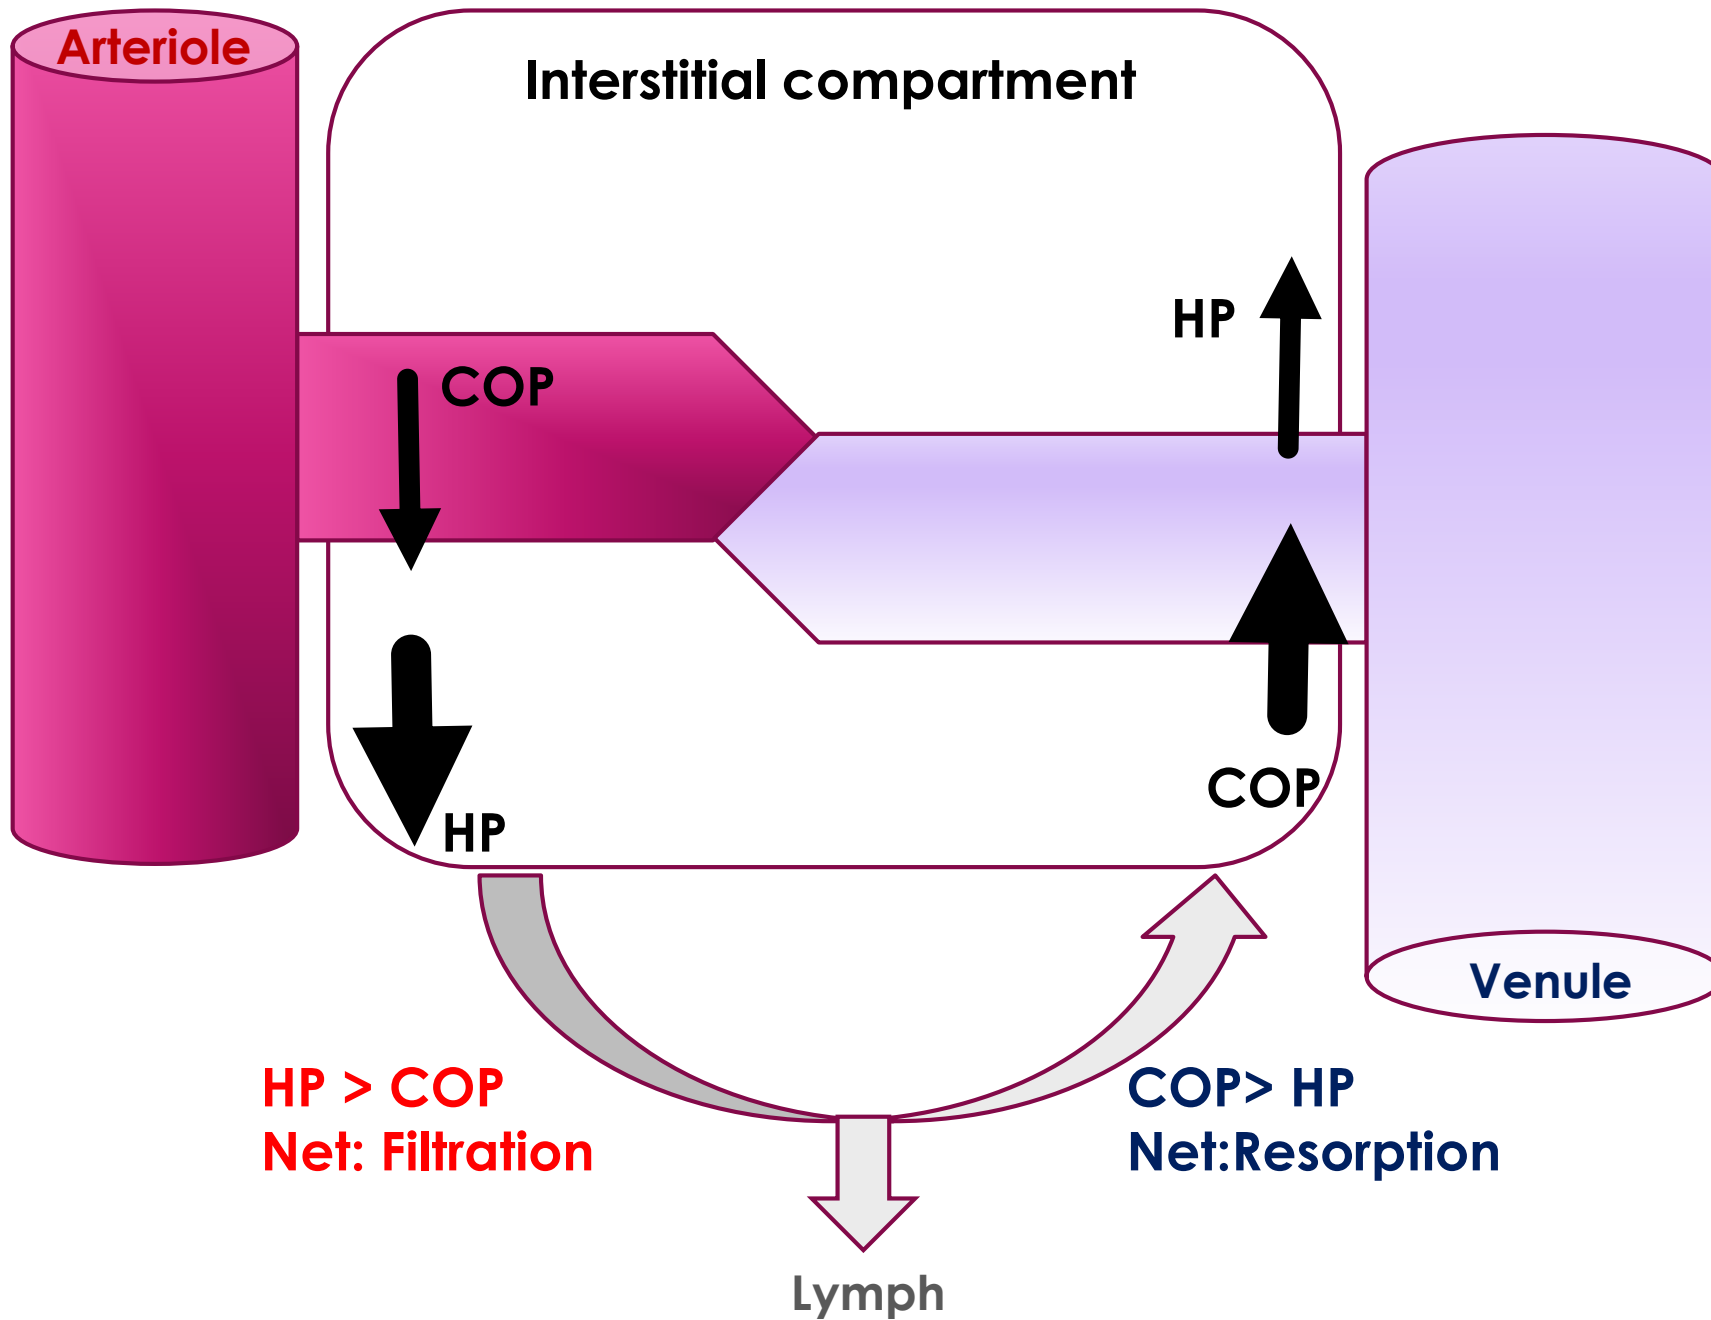 Arteriole
Interstitial compartment
HP
COP
COP
HP
Venule
HP > COP
Net: Filtration
COP> HP
Net:Resorption
Lymph